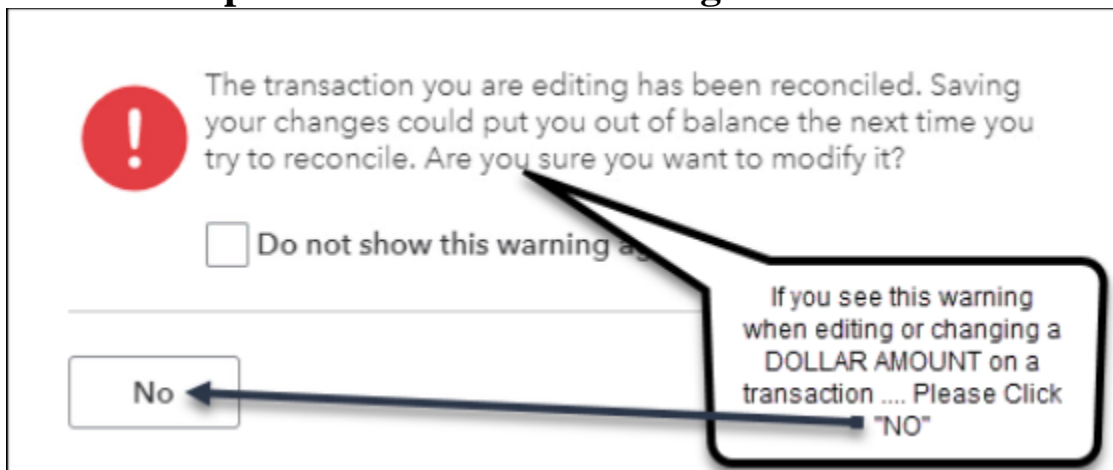 The transaction you are editing has been reconciled. Saving
your changes could put you out of balance the next time you
try to reconcile. Are you sure you want to modify it?
Do not show this warning
If you see this warning
when editing or changing a
DOLLAR AMOUNT on a
transaction .... Please Click
"NO"
No